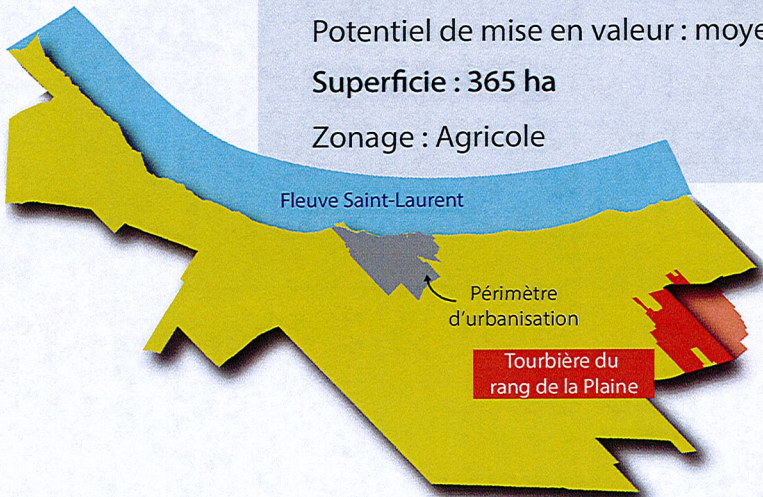 Potentiel de mise en valeur : moye
Superficie : 365 ha
Zonage : Agricole
Fleuve Saint-Laurent
Périmètre
d'urbanisation
Tourbière du
rang de la Plaine